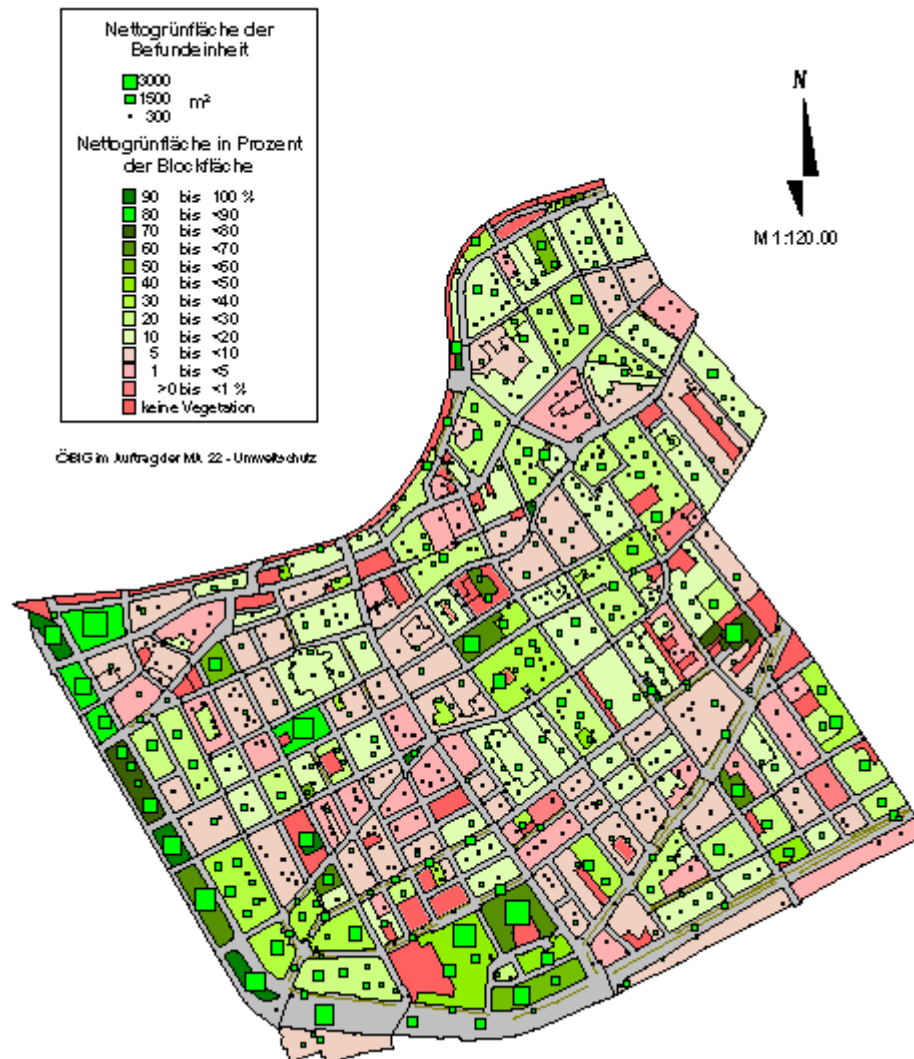 Nettogrünfläche der
Befundeinheit
3000
1500 m²
300
Nettogrünfläche in Prozent
der Blockfläche
90 bis 100 %
80 bis <90
70 bis <80
60 bis <70
50 bis <60
40 bis <50
30 bis <40
20 bis <30
10 bis <20
5 bis <10
1 bis <5
>0 bis <1 %
keine Vegetation
ÖBIG im Auftrag der MA 22 - Umweltschutz
N
M 1:120.00